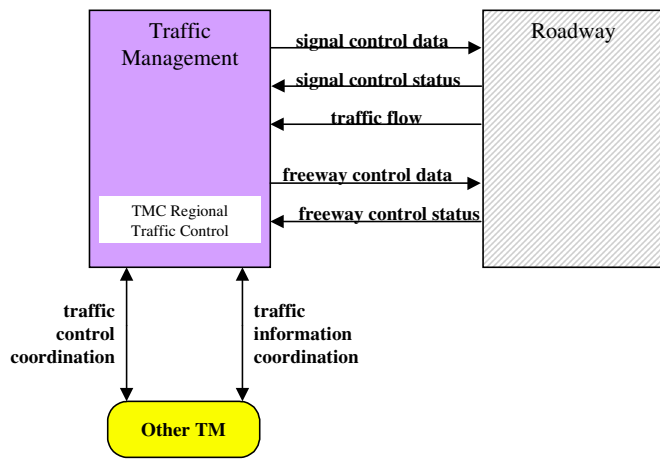 Traffic
Management
signal control data
Roadway
signal control status
traffic flow
freeway control data
TMC Regional
Traffic Control
freeway control status
traffic
control
coordination
traffic
information
coordination
Other TM